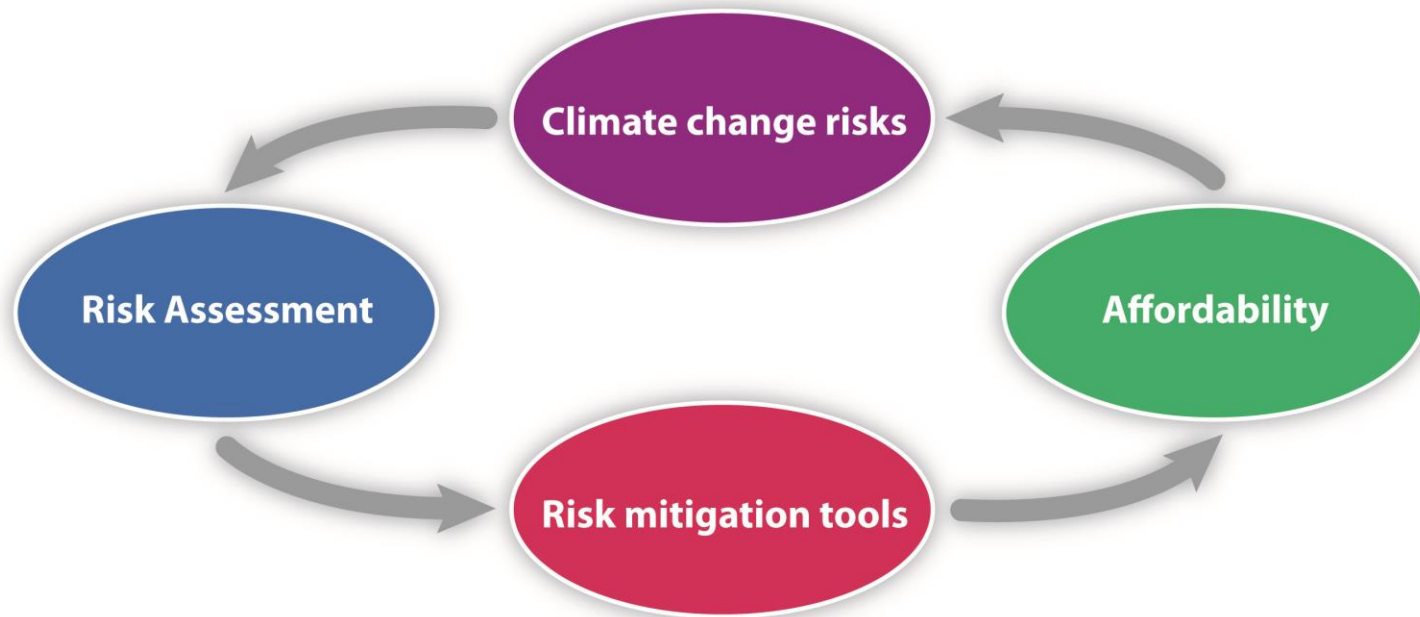 Climate change risks
Risk Assessment
Affordability
Risk mitigation tools